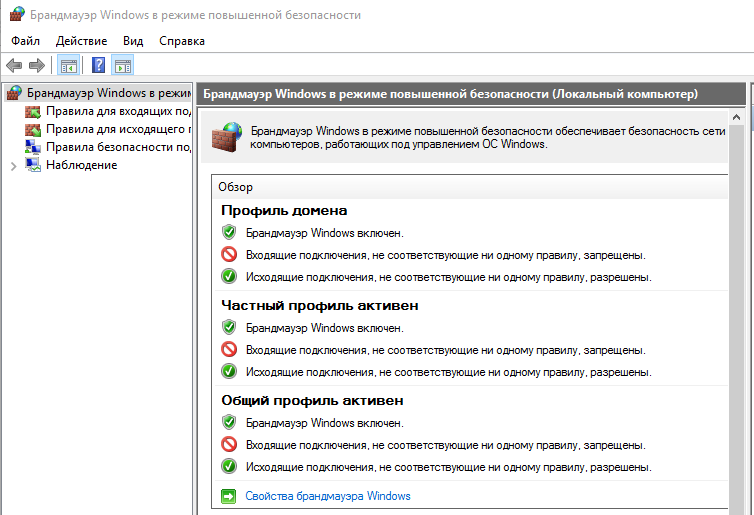 Брандмауэр Windows в режиме повышенной безопасности
Файл Действие Вид Справка
Брандмауэр Windows в режим
Правила для входящих под
Правила для исходящего п
Правила безопасности под
Наблюдение
Брандмауэр Windows в режиме повышенной безопасности (Локальный компьютер)
Брандмауэр Windows в режиме повышенной безопасности обеспечивает безопасность сети
компьютеров, работающих под управлением ОС Windows.
Обзор
Профиль домена
Брандмауэр Windows включен.
Входящие подключения, не соответствующие ни одному правилу, запрещены.
Исходящие подключения, не соответствующие ни одному правилу, разрешены.
Частный профиль активен
Брандмауэр Windows включен.
Входящие подключения, не соответствующие ни одному правилу, запрещены.
Исходящие подключения, не соответствующие ни одному правилу, разрешены.
Общий профиль активен
Брандмауэр Windows включен.
Входящие подключения, не соответствующие ни одному правилу, запрещены.
Исходящие подключения, не соответствующие ни одному правилу, разрешены.
Свойства брандмауэра Windows